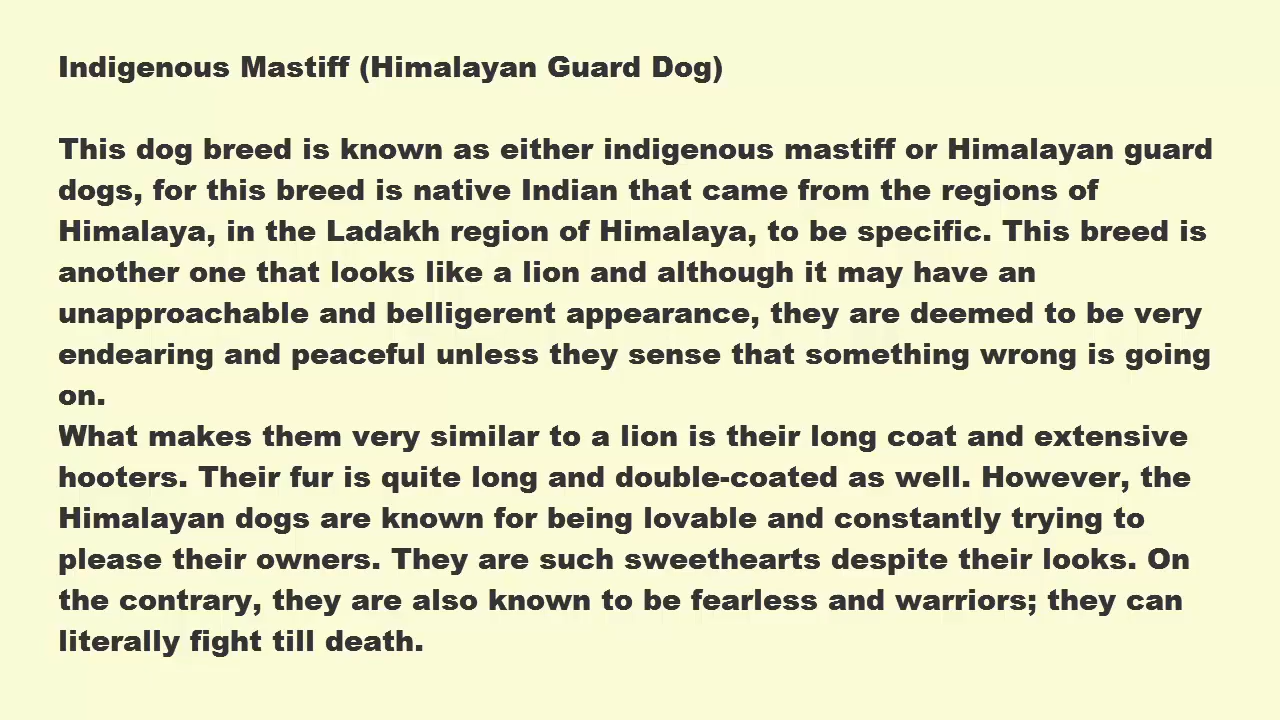 Indigenous Mastiff (Himalayan Guard Dog)
This dog breed is known as either indigenous mastiff or Himalayan guard
dogs, for this breed is native Indian that came from the regions of
Himalaya, in the Ladakh region of Himalaya, to be specific. This breed is
another one that looks like a lion and although it may have an
unapproachable and belligerent appearance, they are deemed to be very
endearing and peaceful unless they sense that something wrong is going
on.
What makes them very similar to a lion is their long coat and extensive
hooters. Their fur is quite long and double-coated as well. However, the
Himalayan dogs are known for being lovable and constantly trying to
please their owners. They are such sweethearts despite their looks. On
the contrary, they are also known to be fearless and warriors; they can
literally fight till death.